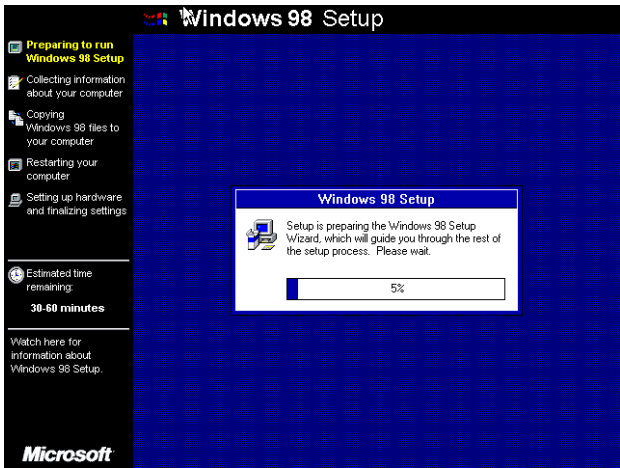 Windows 98 Setup
Preparing to run
Windows 98 Setup
Collecting information
about your computer
Copying
Windows 98 files to
your computer
Restarting your
computer
Setting up hardware
and finalizing settings
Estimated time
remaining:
30-60 minutes
Watch here for
information about
Windows 98 Setup.
Microsoft
Windows 98 Setup
Setup is preparing the Windows 98 Setup
Wizard, which will guide you through the rest of
the setup process. Please wait.
5%